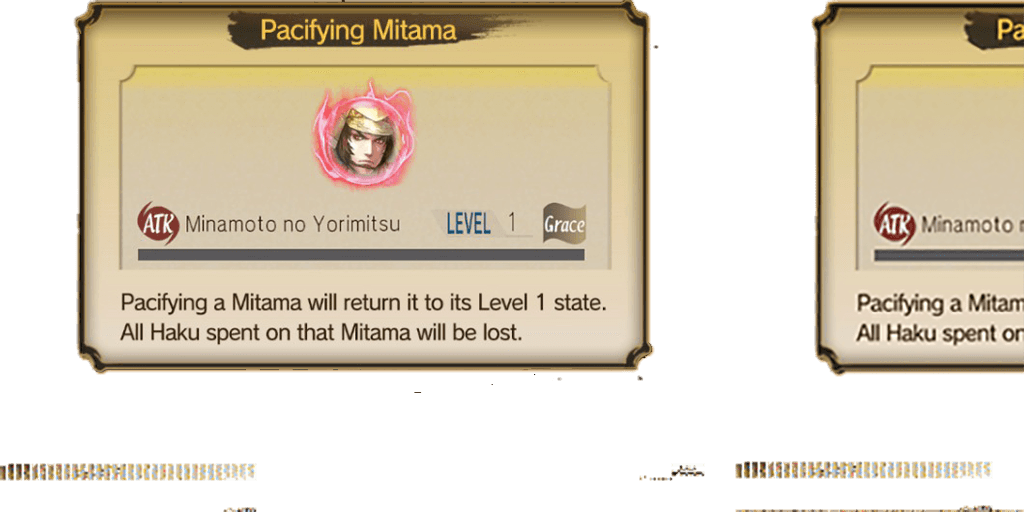 Pacifying Mitama
ATK Minamoto no Yorimitsu LEVEL 1 Grace
Pacifying a Mitama will return it to its Level 1 state.
All Haku spent on that Mitama will be lost.
Pa
ATK Minamoto
Pacifying a Mitam
All Haku spent on